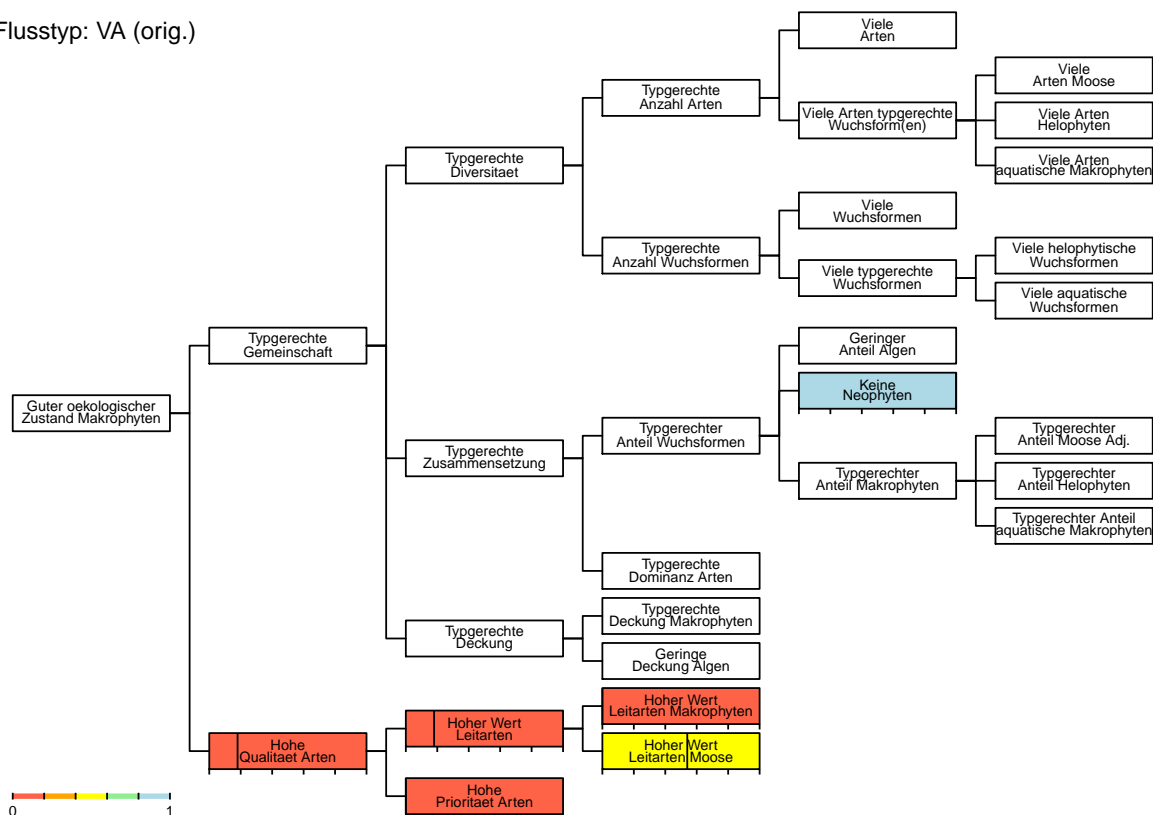 Flusstyp: VA (orig.)
Viele
Arten
Typgerechte
Anzahl Arten
Viele
Arten Moose
Viele Arten typgerechte
Wuchsform(en)
Viele Arten
Helophyten
Viele Arten
aquatische Makrophyten
Typgerechte
Diversitaet
Viele
Wuchsformen
Typgerechte
Anzahl Wuchsformen
Viele typgerechte
Wuchsformen
Viele helophytische
Wuchsformen
Viele aquatische
Wuchsformen
Typgerechte
Gemeinschaft
Geringer
Anteil Algen
Keine
Neophyten
Guter oekologischer
Zustand Makrophyten
Typgerechte
Zusammensetzung
Typgerechter
Anteil Wuchsformen
Typgerechter
Anteil Makrophyten
Typgerechter
Anteil Moose Adj.
Typgerechter
Anteil Helophyten
Typgerechter Anteil
aquatische Makrophyten
Typgerechte
Dominanz Arten
Typgerechte
Deckung
Typgerechte
Deckung Makrophyten
Geringe
Deckung Algen
Hohe
Qualitaet Arten
Hoher Wert
Leitarten
Hoher Wert
Leitarten Makrophyten
Hoher Wert
Leitarten Moose
Hohe
Prioritaet Arten
0 1